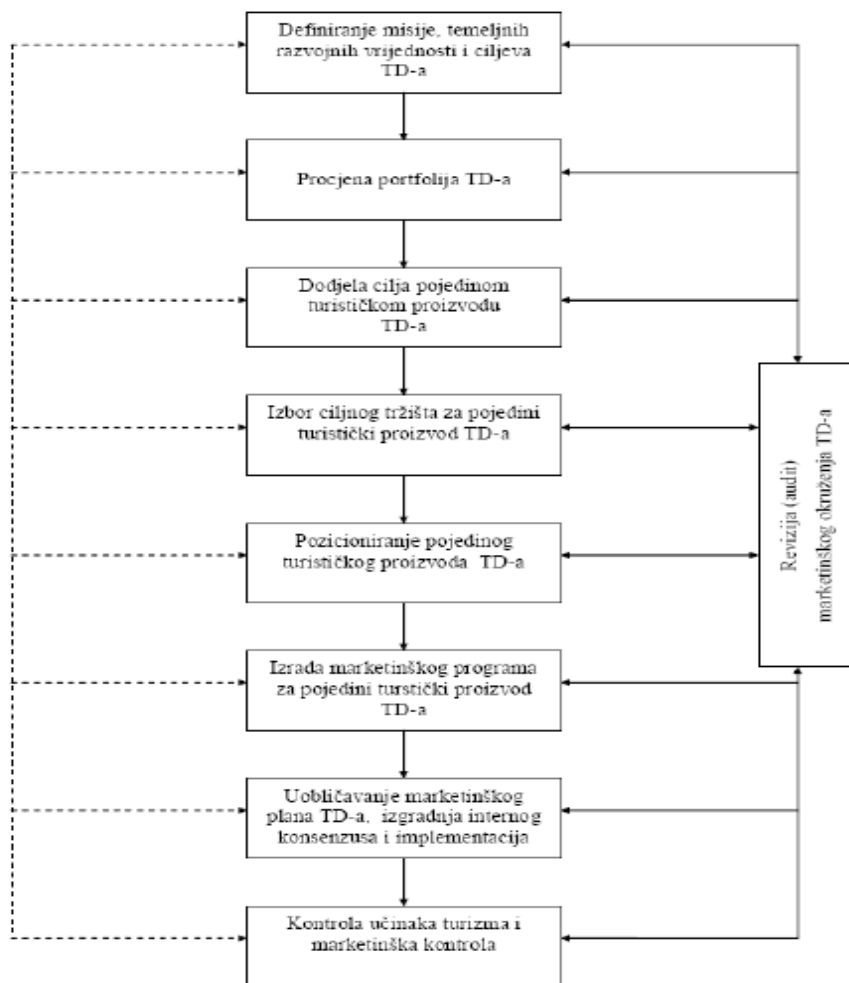 Definiranje misije, temeljnih
razvojnih vrijednosti i ciljeva
TD-a
Procjena portfolija TD-a
Dodjela cilja pojedinom
turističkom proizvodu
TD-a
Izbor ciljnog tržišta za pojedini
turistički proizvod TD-a
Pozicioniranje pojedinog
turističkog proizvoda TD-a
Izrada marketinškog programa
za pojedini turstički proizvod
TD-a
Uobličavanje marketinškog
plana TD-a, izgradnja internog
konsenzusa i implementacija
Kontrola učinaka turizma i
marketinška kontrola
Revizija (audit)
marketinškog okruženja TD-a